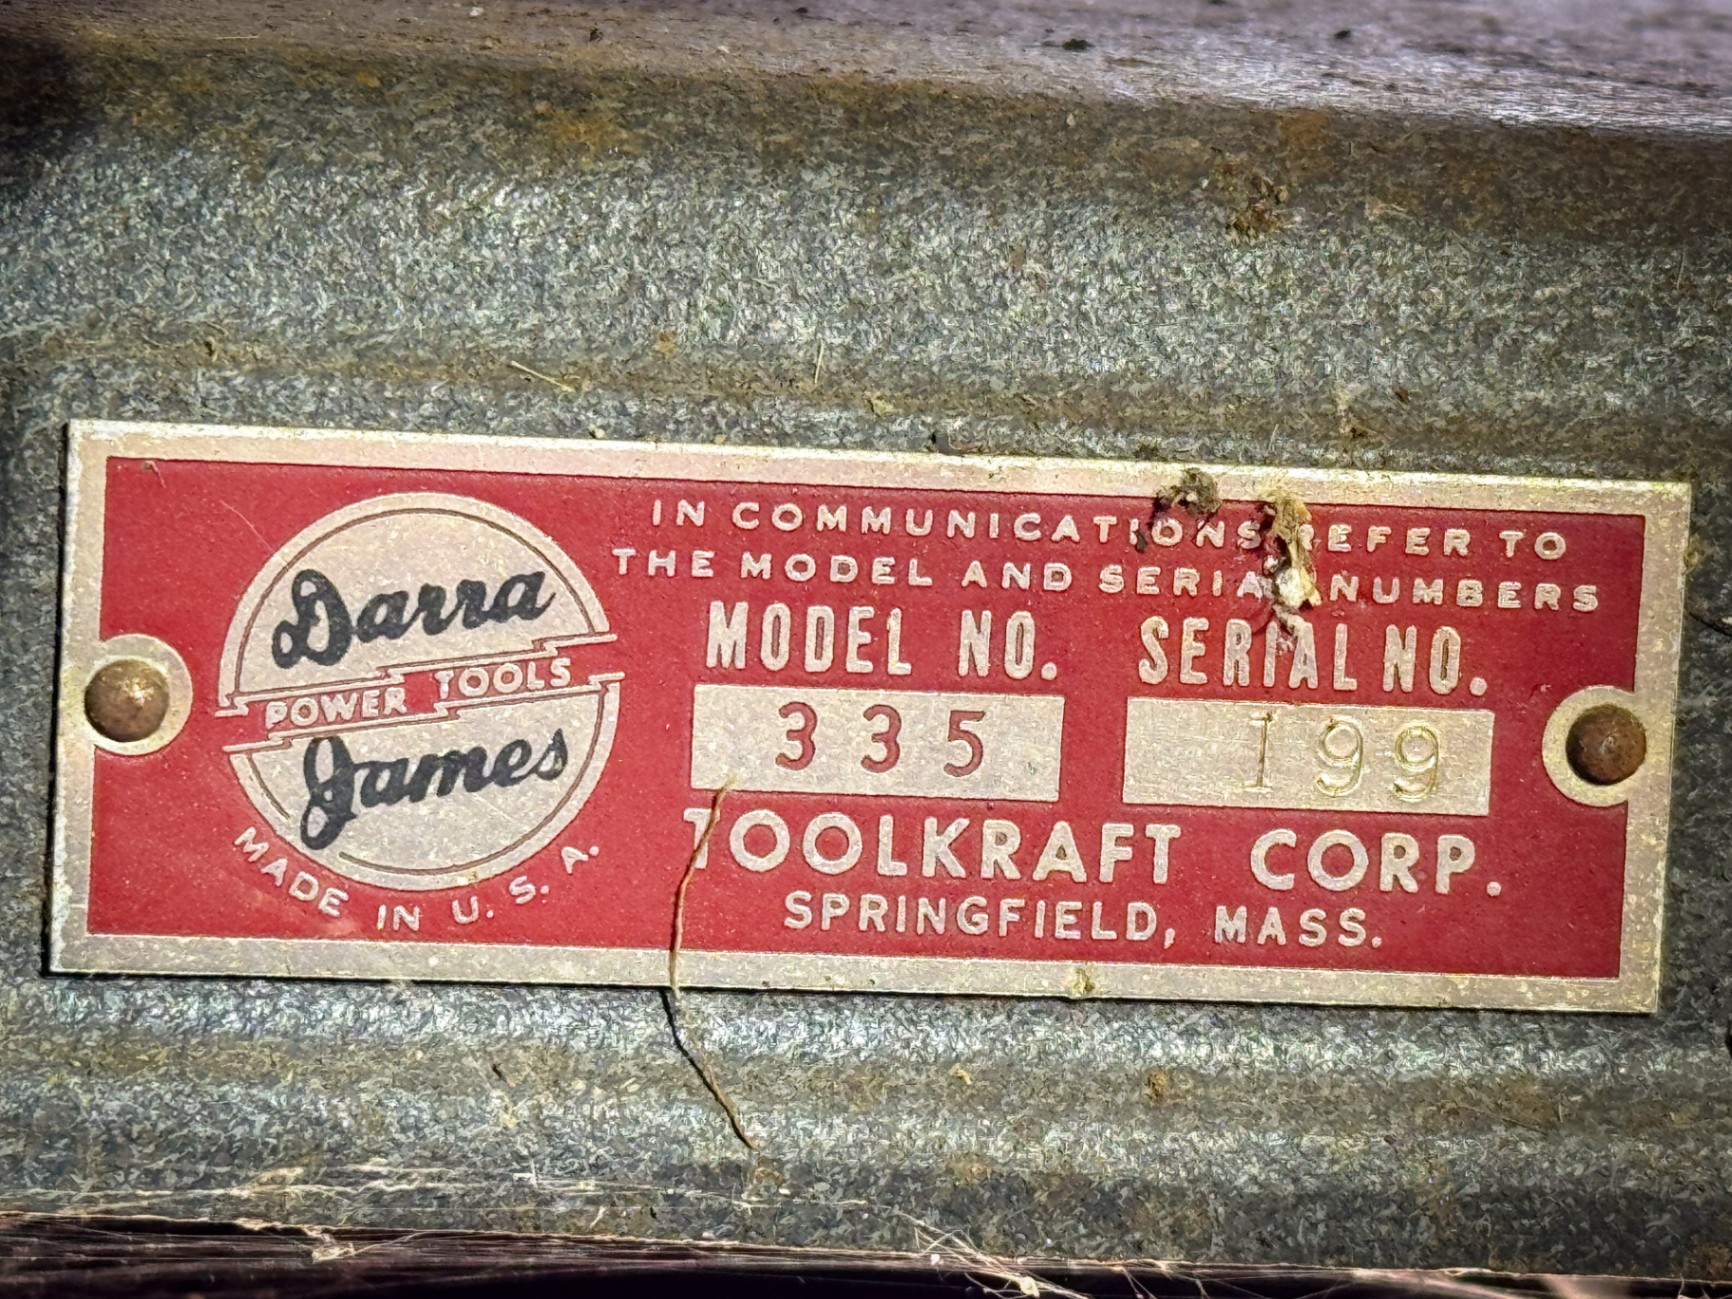 Darra
POWER TOOLS
James
MADE IN U. S. A.
IN COMMUNICATIONS REFER TO
THE MODEL AND SERIAL NUMBERS
MODEL NO. SERIAL NO.
335 199
TOOLKRAFT CORP.
SPRINGFIELD, MASS.